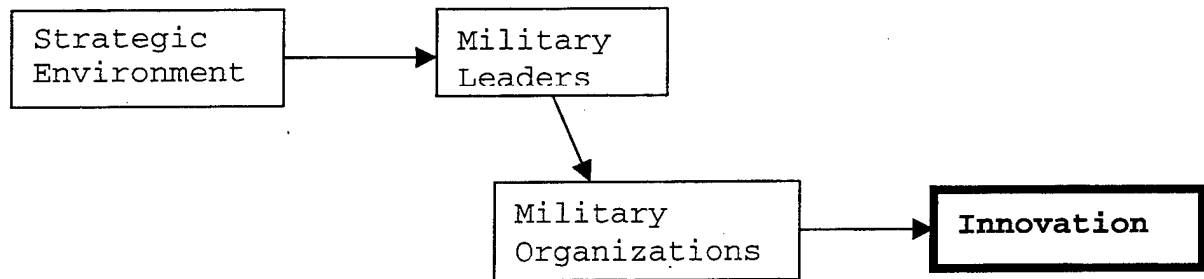 Strategic
Environment
Military
Leaders
Military
Organizations
Innovation